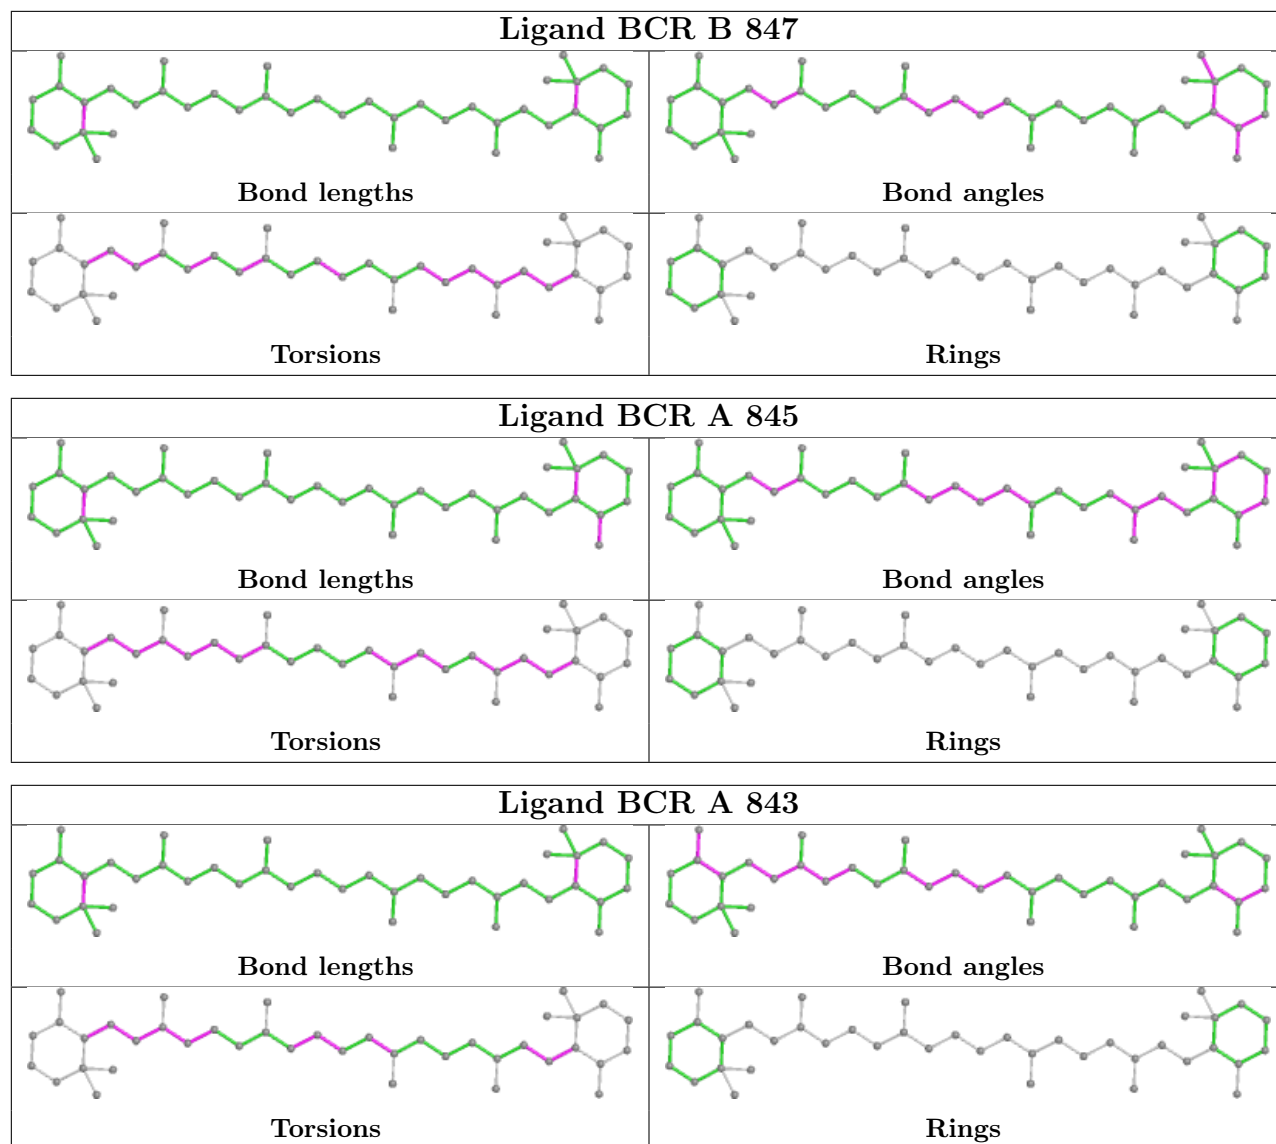 Ligand BCR B 847
Bond lengths
Bond angles
Torsions
Rings
Ligand BCR A 845
Bond lengths
Bond angles
Torsions
Rings
Ligand BCR A 843
Bond lengths
Bond angles
Torsions
Rings